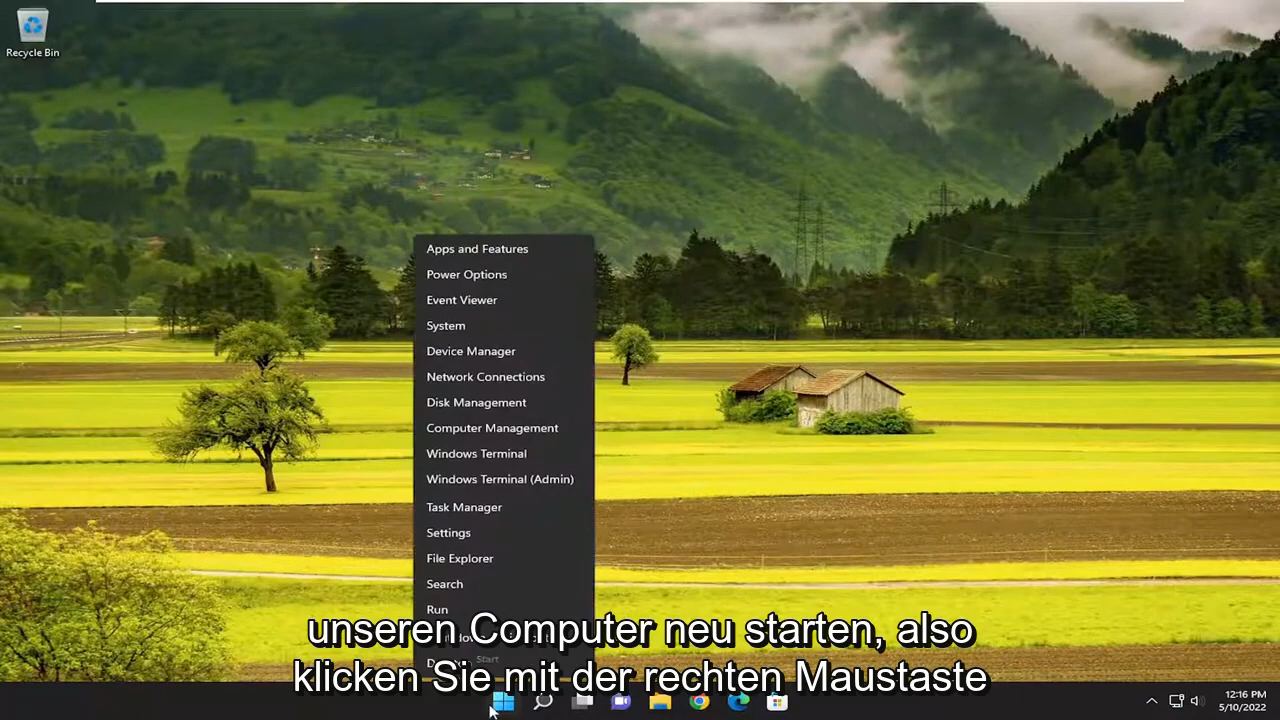 Recycle Bin
Apps and Features
Power Options
Event Viewer
System
Device Manager
Network Connections
Disk Management
Computer Management
Windows Terminal
Windows Terminal (Admin)
Task Manager
Settings
File Explorer
Search
Run
unseren Computer neu starten, also
Start
klicken Sie mit der rechten Maustaste
12:16 PM
5/10/2022